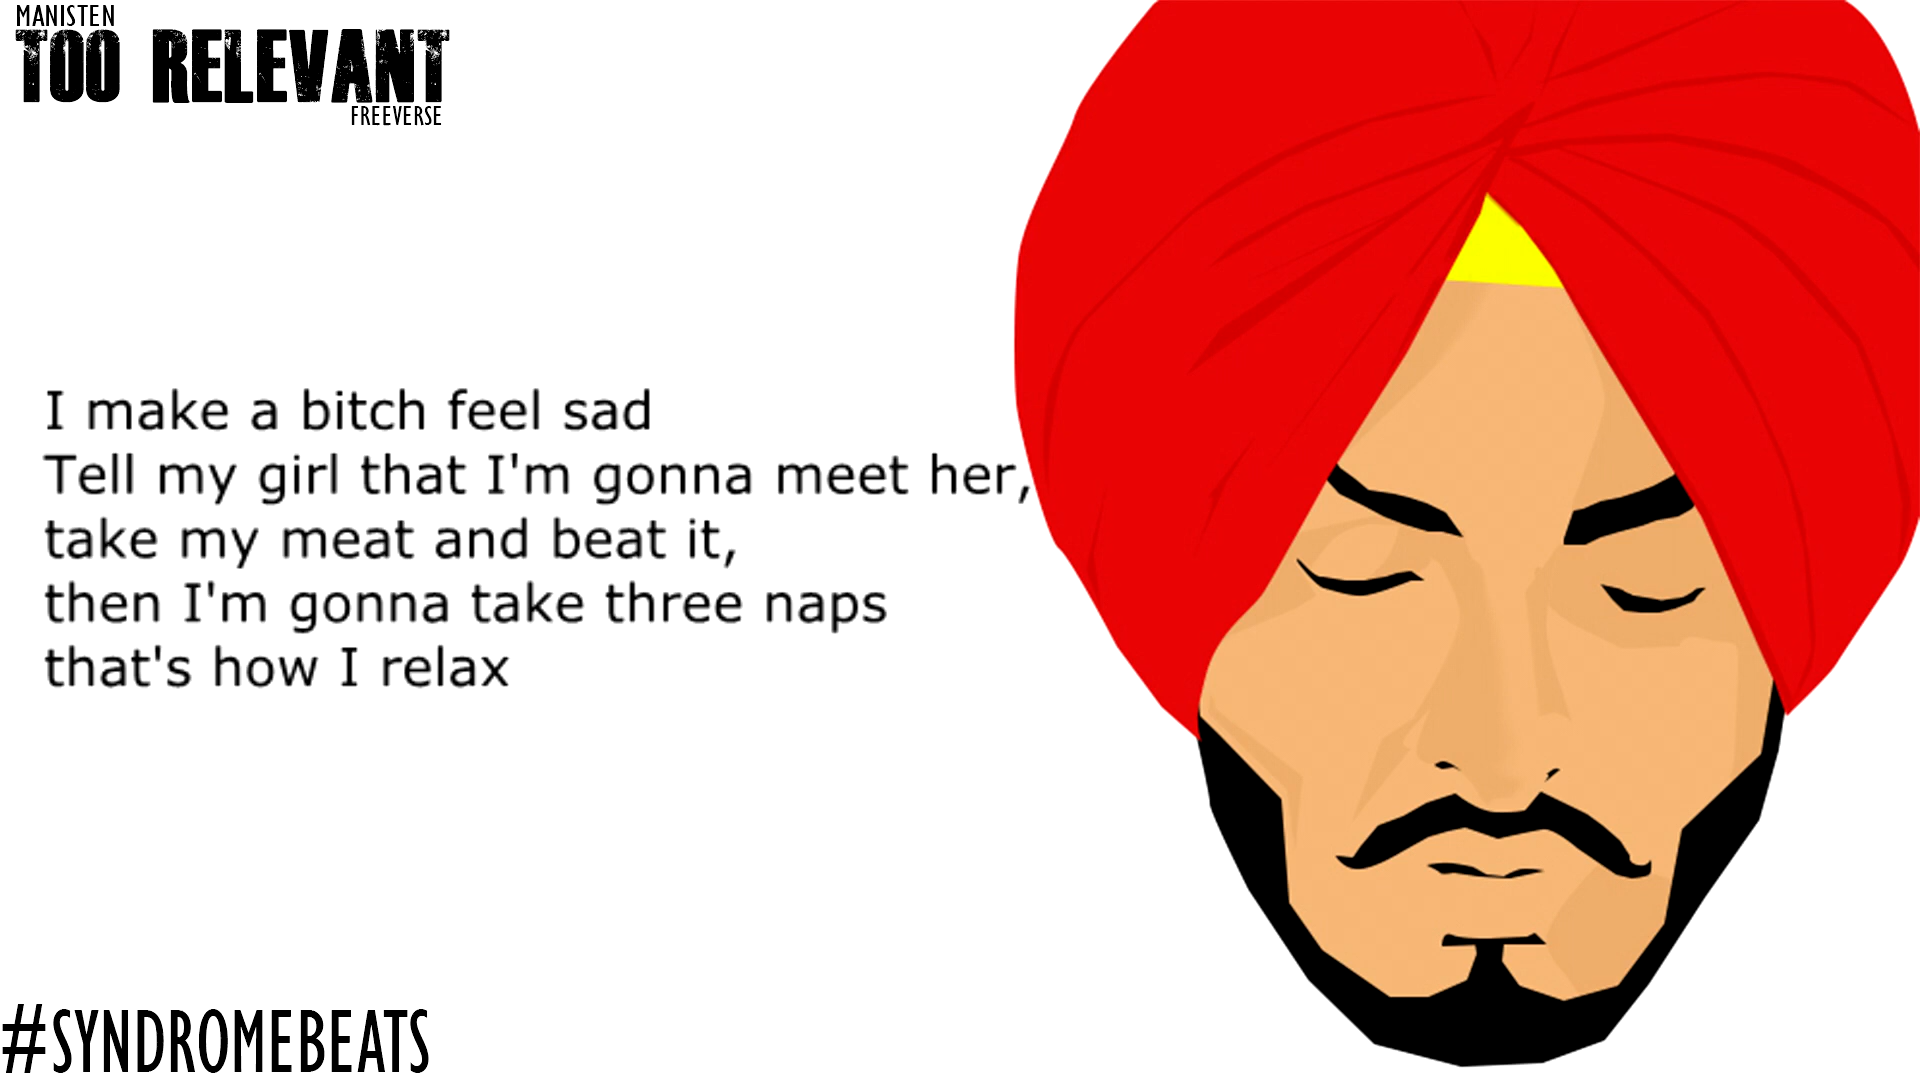 MANISTEN
TOO RELEVANT
FREEVERSE
I make a bitch feel sad
Tell my girl that I'm gonna meet her,
take my meat and beat it,
then I'm gonna take three naps
that's how I relax
#SYNDROMEBEATS